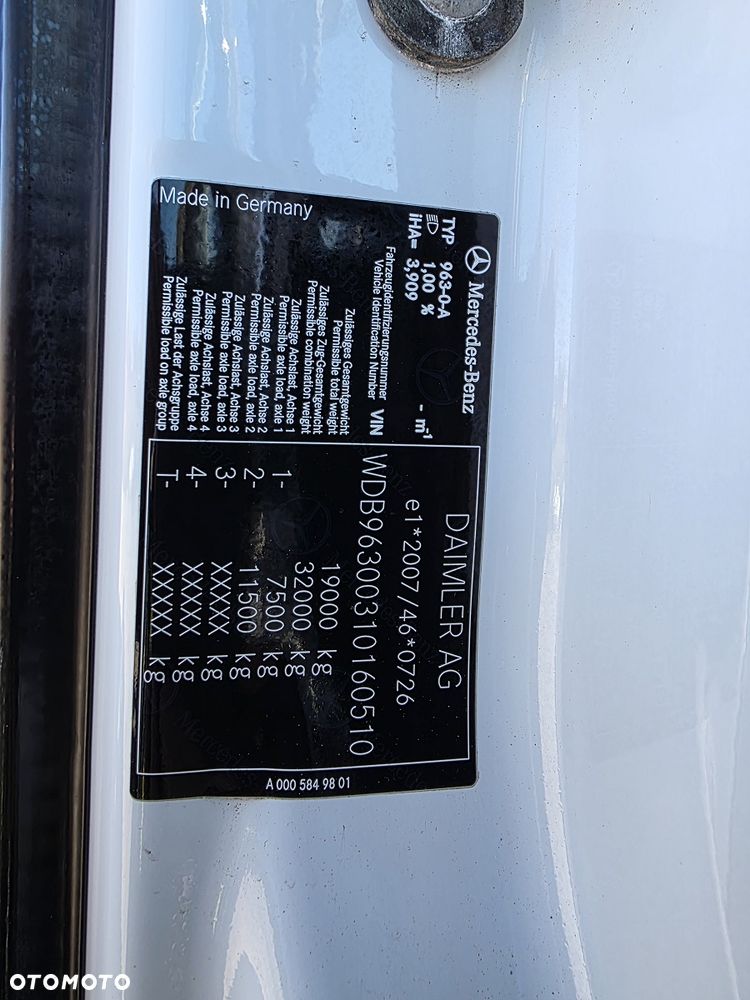 Mercedes-Benz
TYP 963-0-A
1,00 % - m-1
iHA= 3,909
Fahrzeugidentifizierungsnummer
Vehicle Identification Number VIN
Zulässiges Gesamtgewicht
Permissible total weight
Zulässiges Zug-Gesamtgewicht
Permissible combination weight
Zulässige Achslast, Achse 1
Permissible axle load, axle 1
Zulässige Achslast, Achse 2
Permissible axle load, axle 2
Zulässige Achslast, Achse 3
Permissible axle load, axle 3
Zulässige Achslast, Achse 4
Permissible axle load, axle 4
Zulässige Last der Achsgruppe
Permissible load on axle group
Made in Germany
DAIMLER AG
e1*2007/46*0726
WDB96300310160510
19000 kg
32000 kg
1- 7500 kg
2- 11500 kg
3- XXXXX kg
4- XXXXX kg
T- XXXXX kg
A 000 584 98 01
OTOMOTO